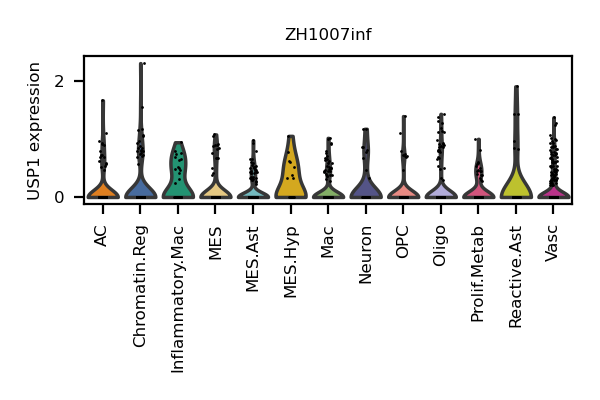 ZH1007inf
USP1 expression
2
0
AC
Chromatin.Reg
Inflammatory.Mac
MES
MES.Ast
MES.Hyp
Mac
Neuron
OPC
Oligo
Prolif.Metab
Reactive.Ast
Vasc